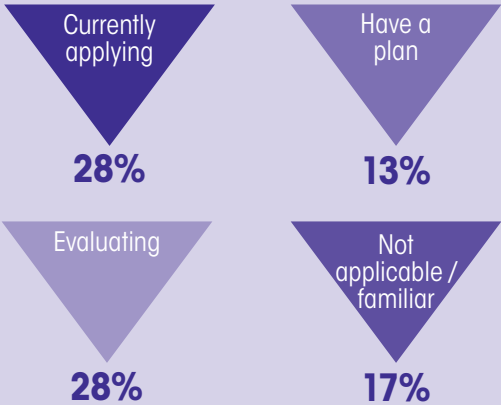 Currently
applying
28%
Have a
plan
13%
Evaluating
28%
Not
applicable /
familiar
17%